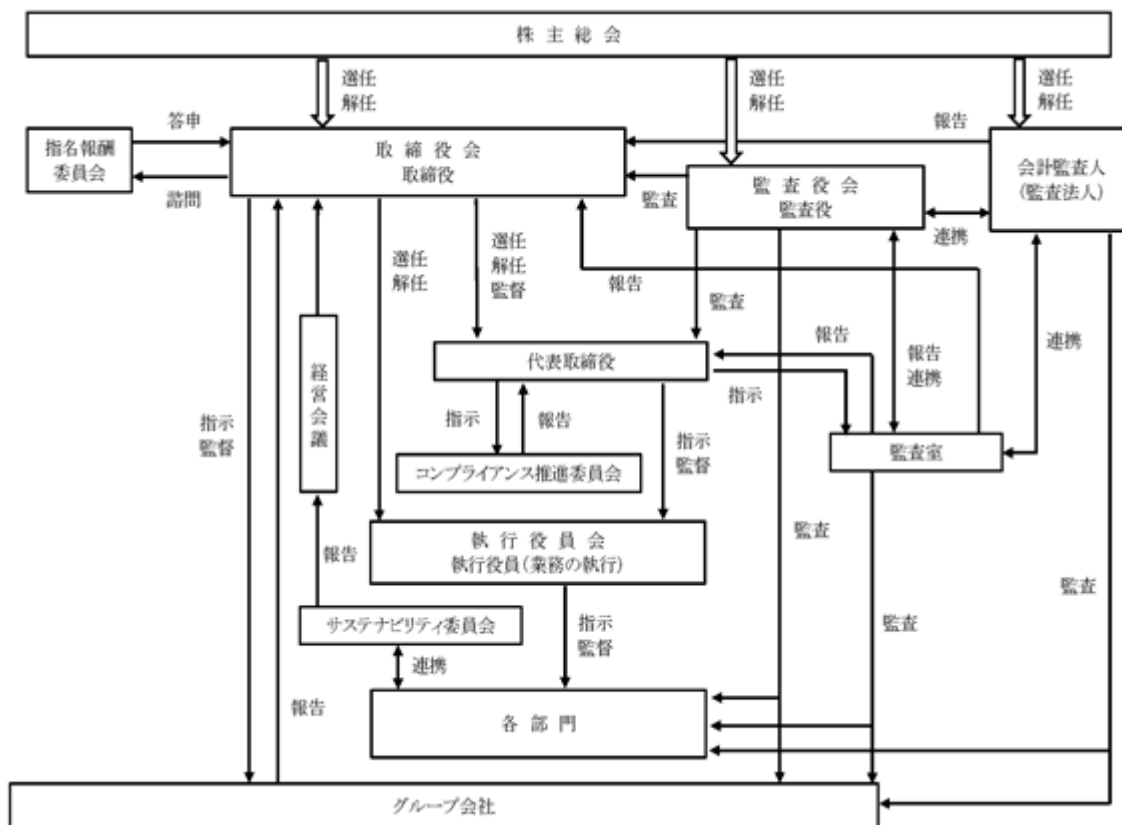 株主総会
選任
解任
選任
解任
選任
解任
答申
報告
指名報酬
委員会
取締役会
取締役
会計監査人
(監査法人)
監査
監査役会
監査役
諮問
連携
選任
解任
選任
解任
監督
報告
監査
報告
報告
連携
連携
代表取締役
指示
経営会議
指示
報告
指示
監督
指示
監督
監査室
コンプライアンス推進委員会
監査
執行役員会
執行役員(業務の執行)
報告
監査
監査
サステナビリティ委員会
指示
監督
連携
報告
各部門
グループ会社